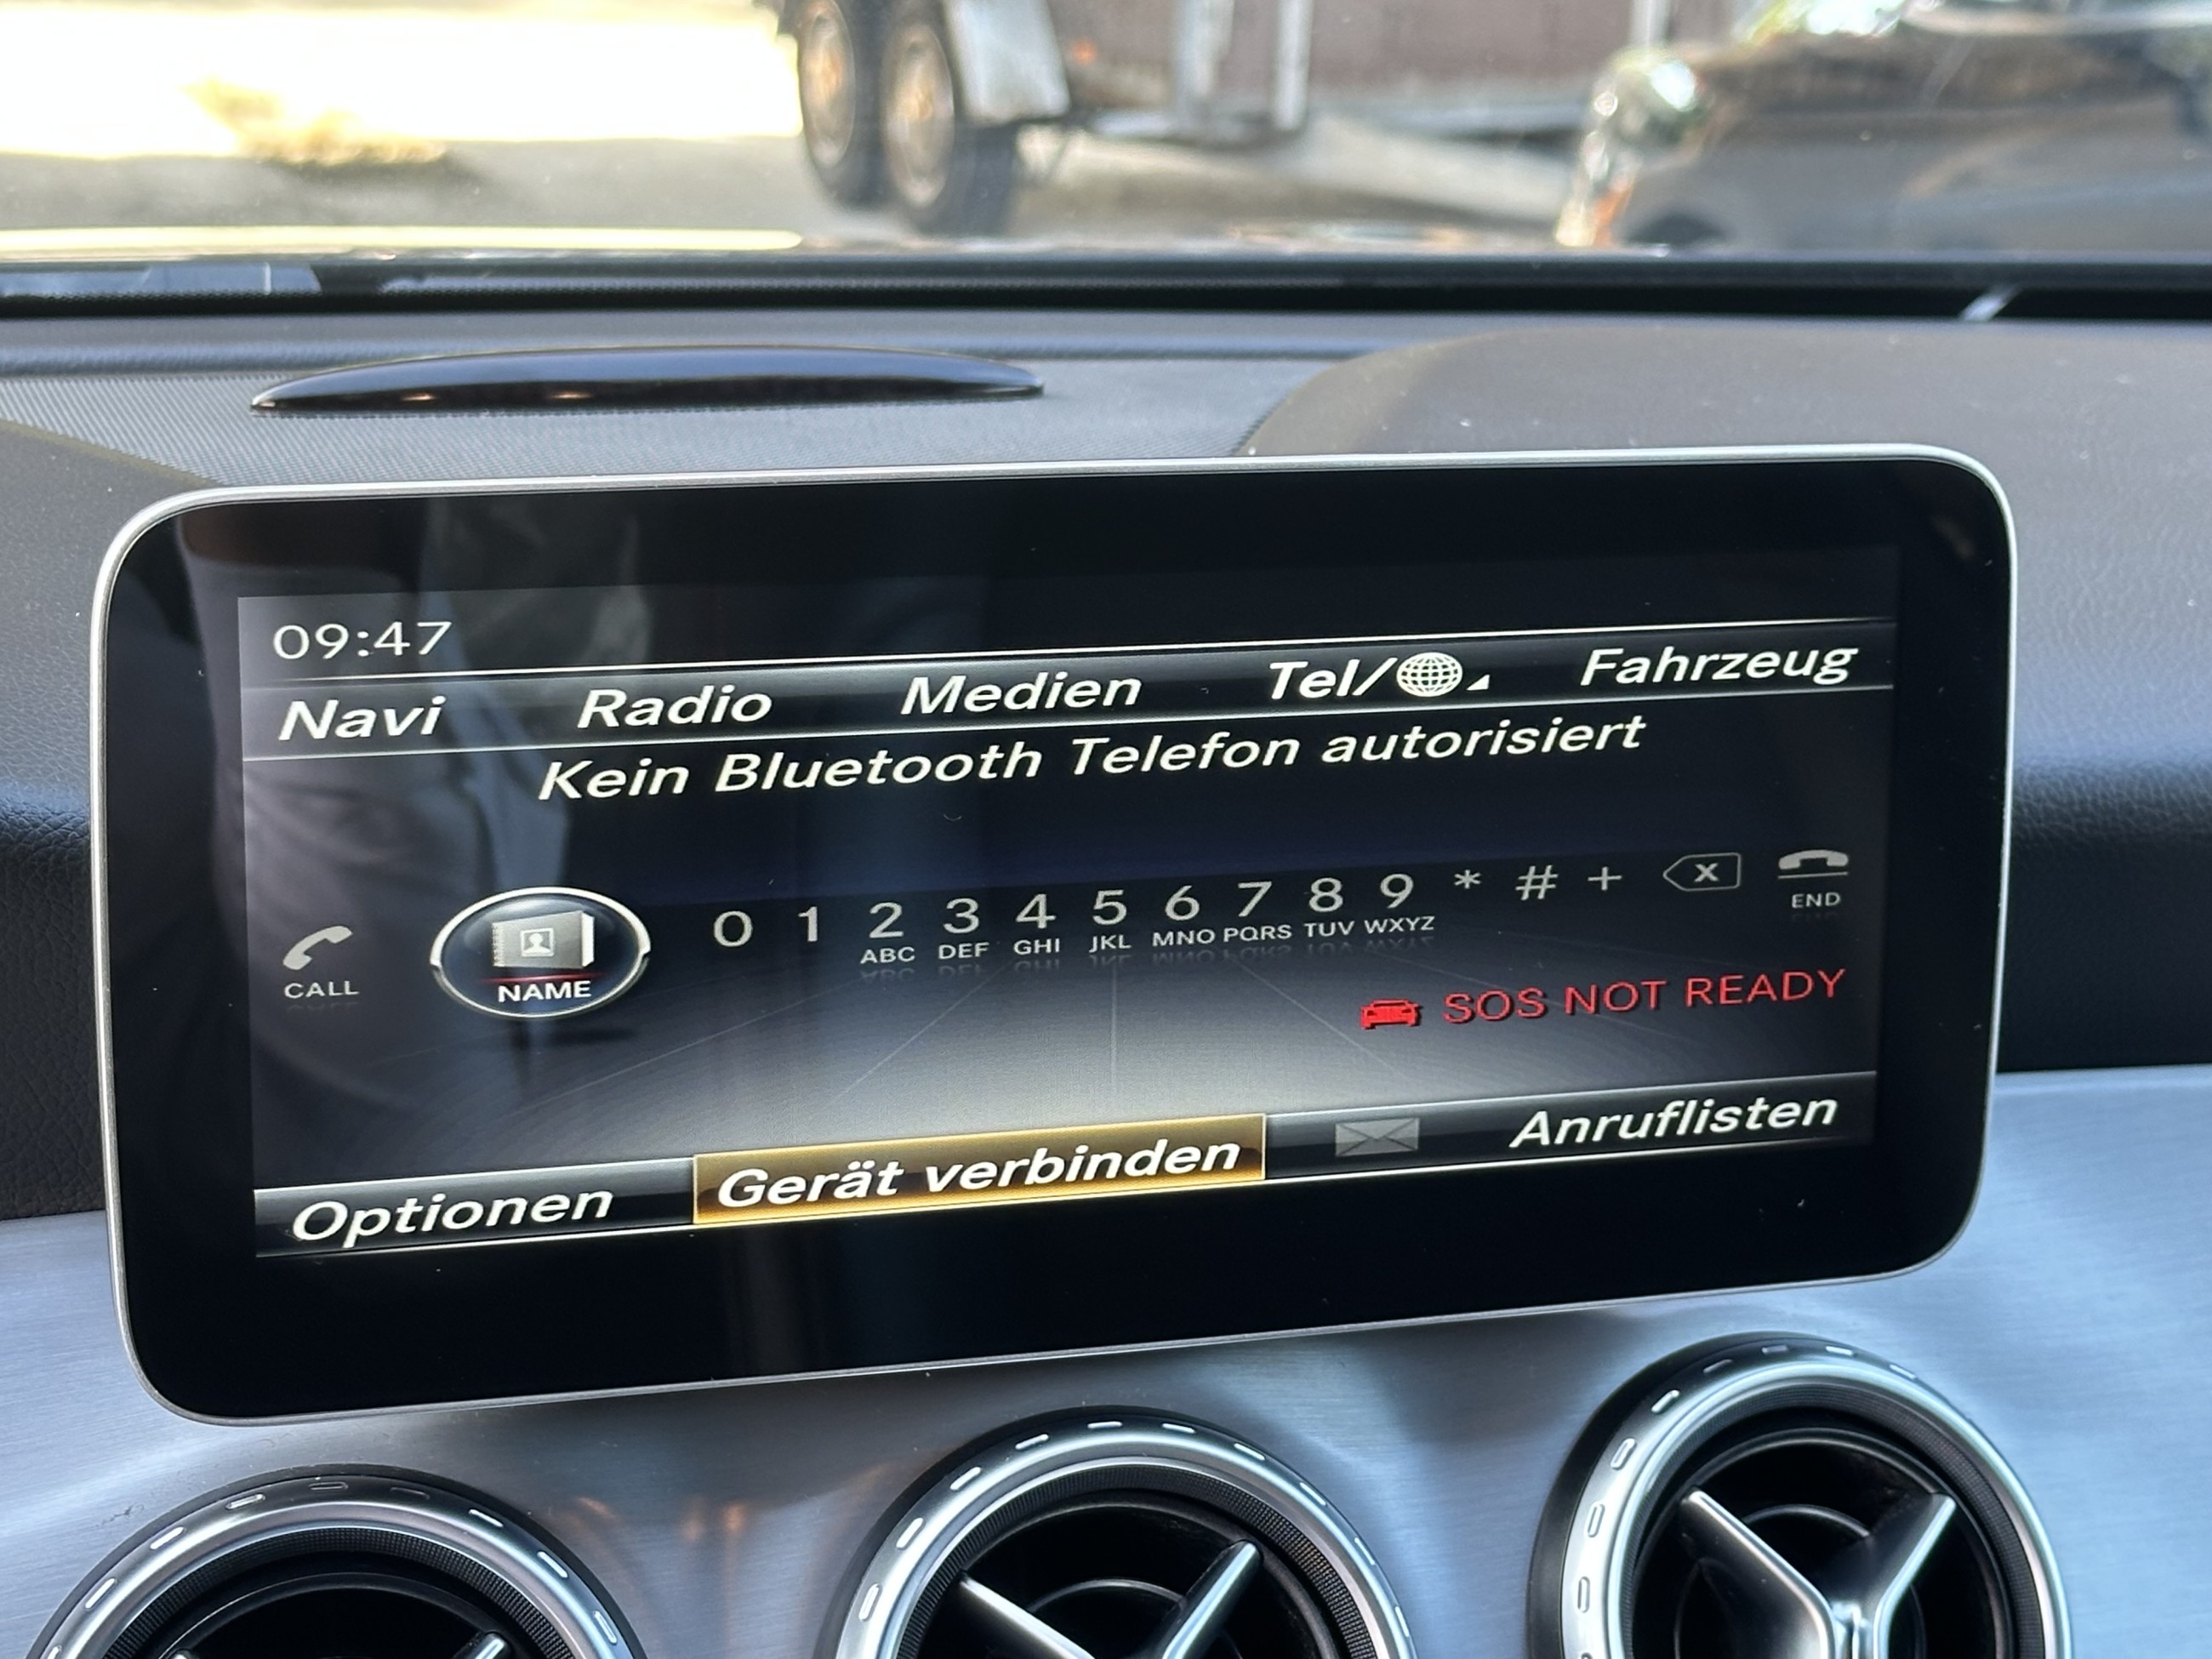 09:47
Navi Radio Medien Tel/ Fahrzeug
Kein Bluetooth Telefon autorisiert
CALL NAME 0 1 2 3 4 5 6 7 8 9 * # + X END
ABC DEF GHI JKL MNO PQRS TUV WXYZ
SOS NOT READY
Optionen Gerät verbinden Anruflisten